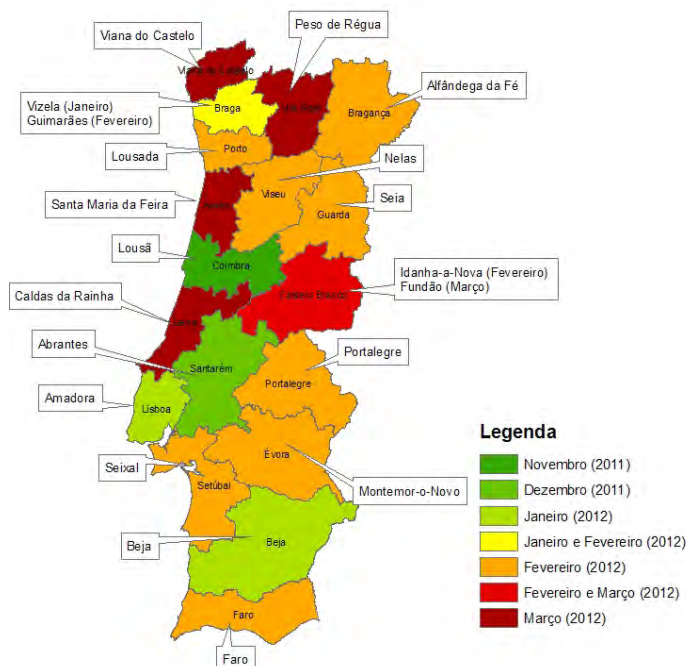 Peso de Régua
Viana do Castelo
Alfândega da Fé
Vizela (Janeiro)
Guimarães (Fevereiro)
Braga
Bragança
Lousada
Porto
Nelas
Santa Maria da Feira
Viseu
Seia
Guarda
Lousã
Coimbra
Idanha-a-Nova (Fevereiro)
Fundão (Março)
Castelo Branco
Caldas da Rainha
Abrantes
Portalegre
Santarém
Portalegre
Amadora
Lisboa
Évora
Seixal
Setúbal
Montemor-o-Novo
Beja
Beja
Faro
Faro
Legenda
Novembro (2011)
Dezembro (2011)
Janeiro (2012)
Janeiro e Fevereiro (2012)
Fevereiro (2012)
Fevereiro e Março (2012)
Março (2012)